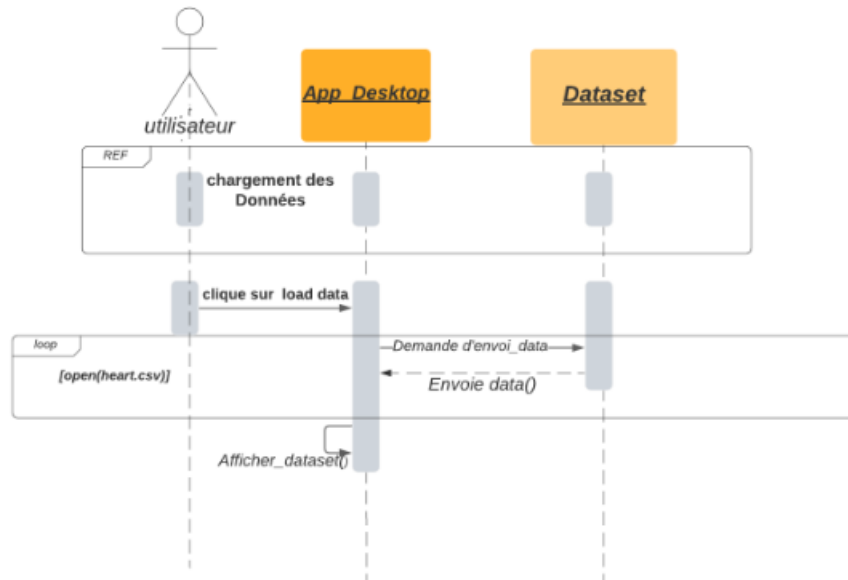 utilisateur
App_Desktop
Dataset
REF
chargement des
Données
clique sur load data
loop
Demande d'envoi_data
[open(heart.csv)]
Envoie data()
Afficher_dataset()